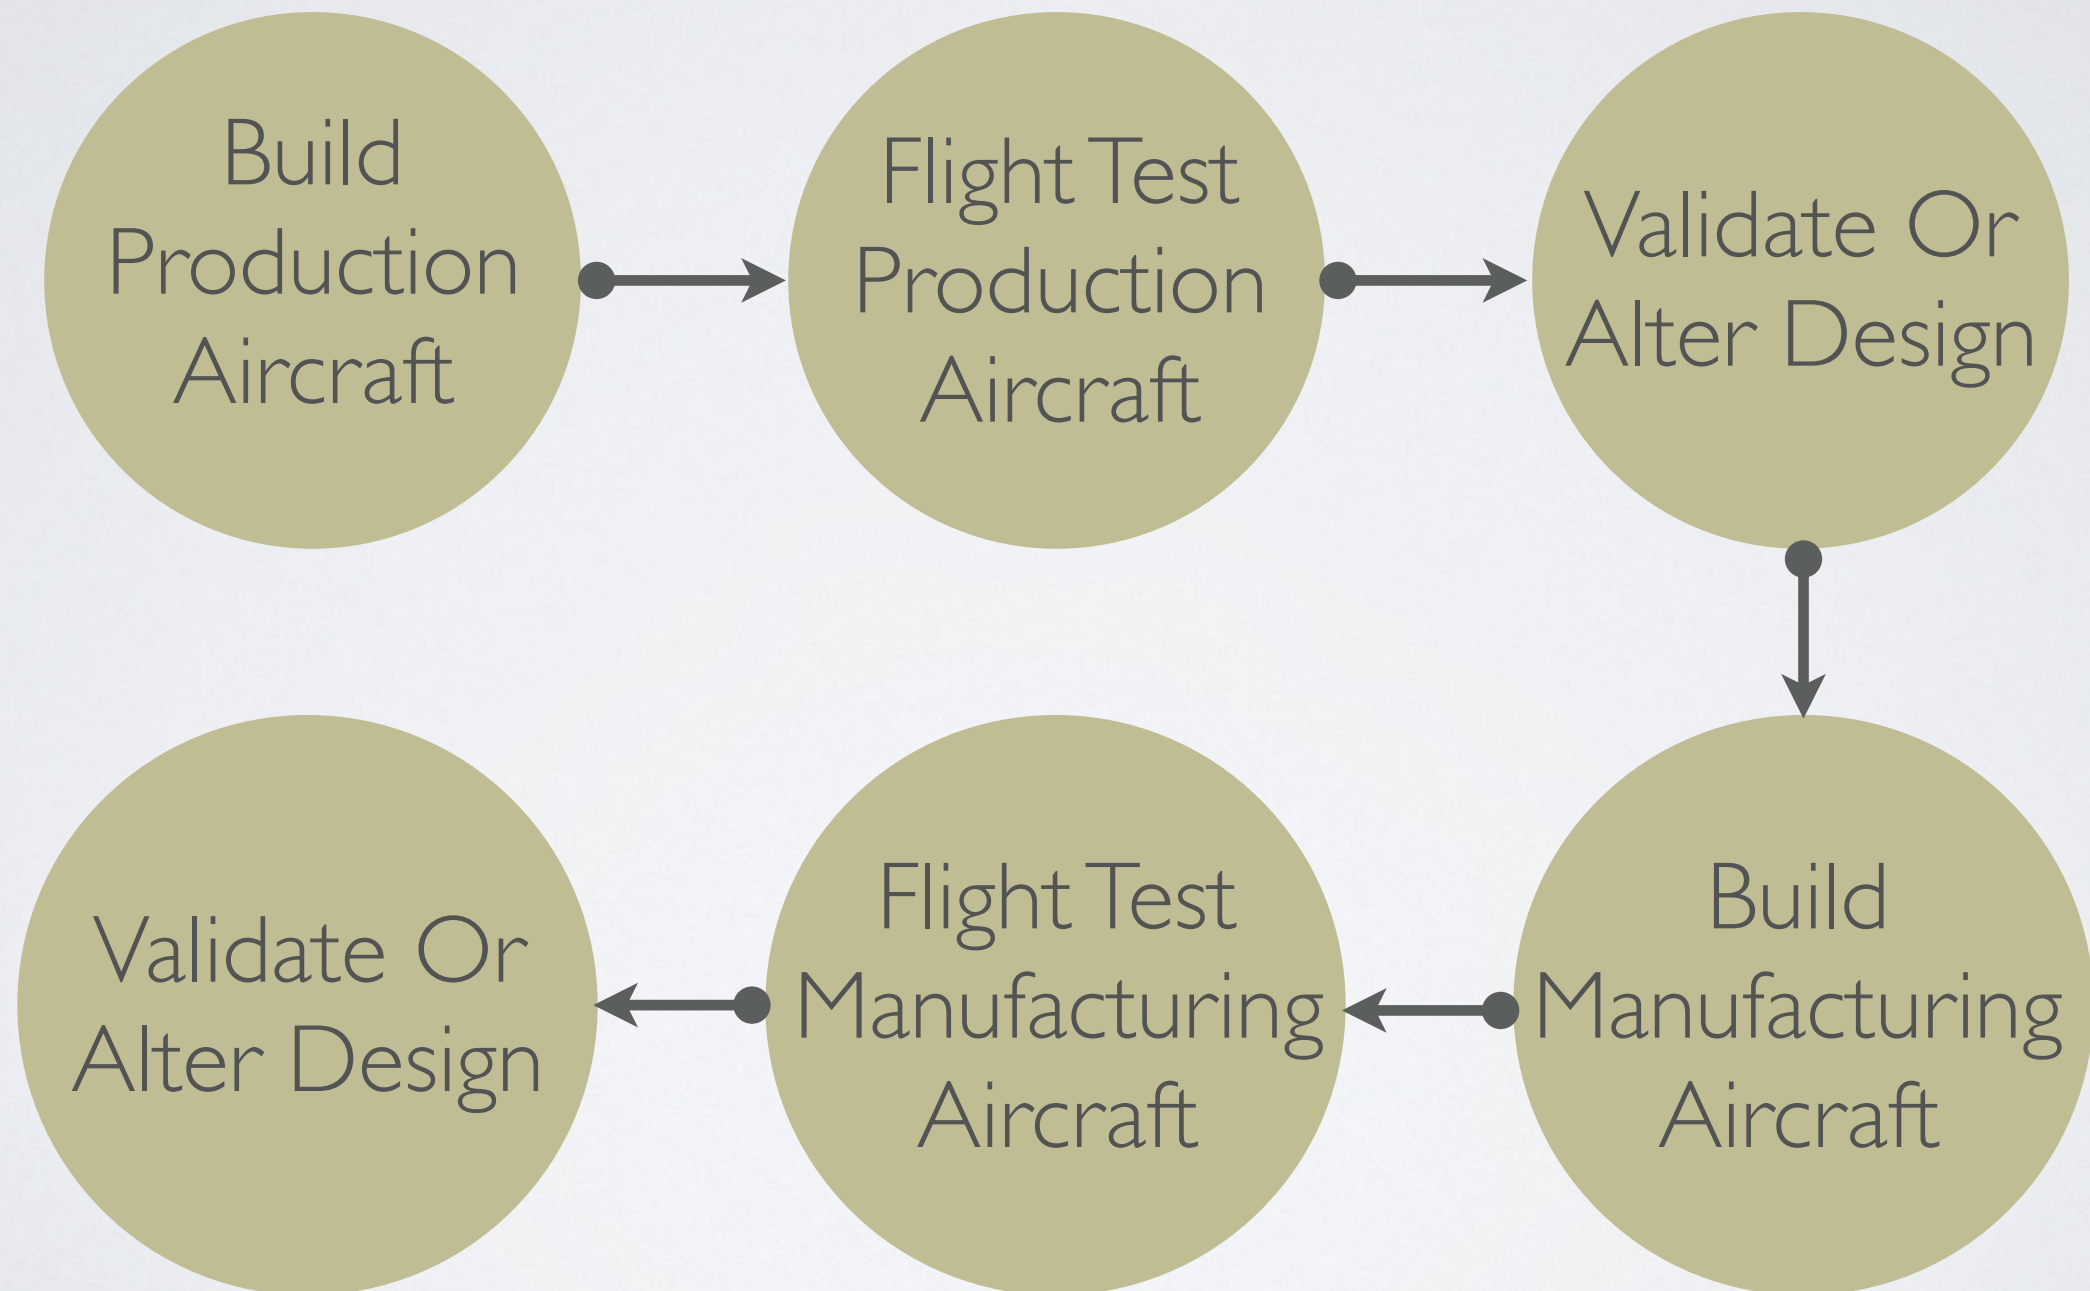 Build
Production
Aircraft
Flight Test
Production
Aircraft
Validate Or
Alter Design
Build
Manufacturing
Aircraft
Flight Test
Manufacturing
Aircraft
Validate Or
Alter Design